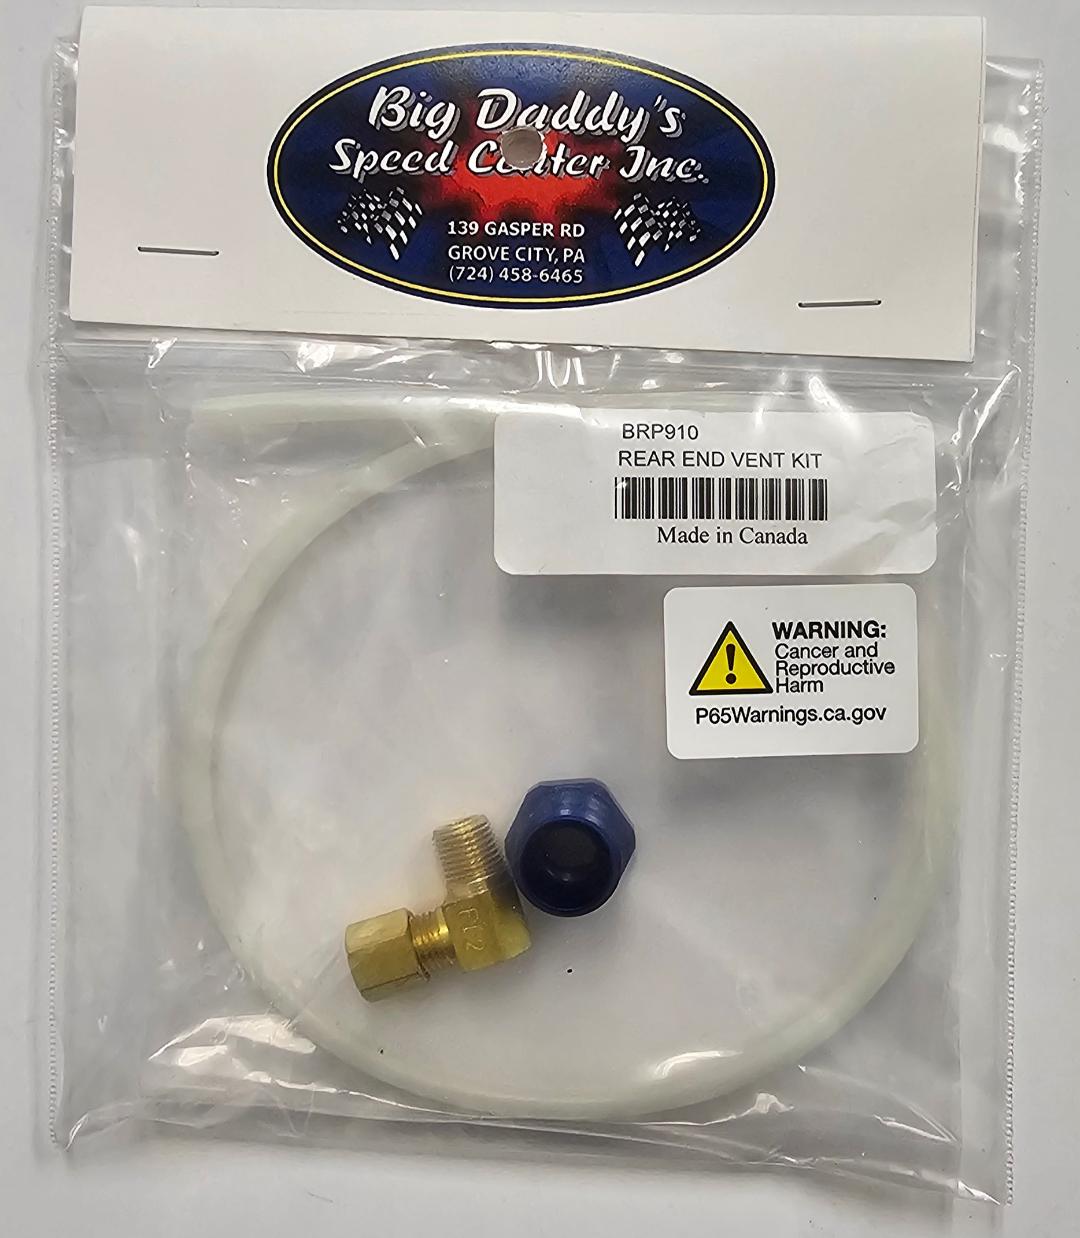 Big Daddy's
Speed Center Inc.
139 GASPER RD
GROVE CITY, PA
(724) 458-6465
BRP910
REAR END VENT KIT
Made in Canada
WARNING:
Cancer and
Reproductive
Harm
P65Warnings.ca.gov